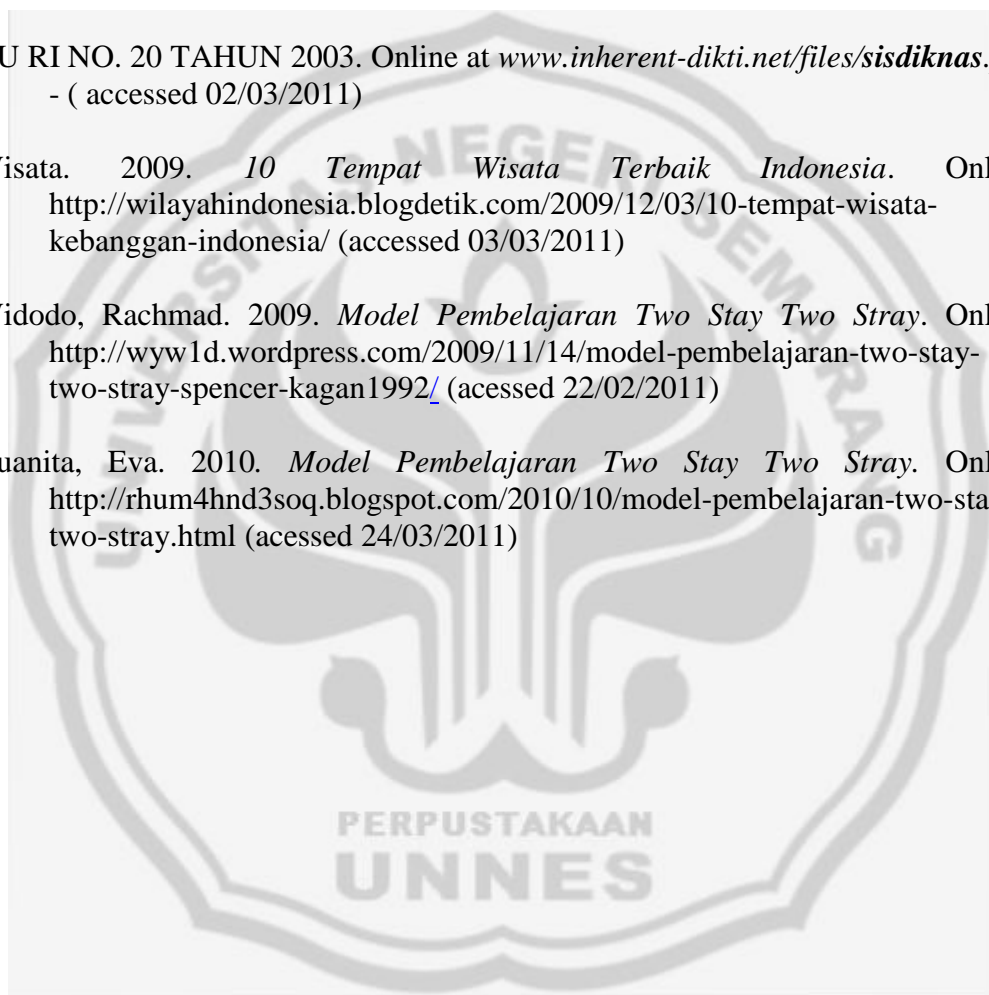 U RI NO. 20 TAHUN 2003. Online at www.inherent-dikti.net/files/sisdiknas.
- ( accessed 02/03/2011)
isata. 2009. 10 Tempat Wisata Terbaik Indonesia. Onl
http://wilayahindonesia.blogdetik.com/2009/12/03/10-tempat-wisata-
kebanggan-indonesia/ (accessed 03/03/2011)
idodo, Rachmad. 2009. Model Pembelajaran Two Stay Two Stray. Onl
http://wyw1d.wordpress.com/2009/11/14/model-pembelajaran-two-stay-
two-stray-spencer-kagan1992/ (acessed 22/02/2011)
uanita, Eva. 2010. Model Pembelajaran Two Stay Two Stray. Onl
http://rhum4hnd3soq.blogspot.com/2010/10/model-pembelajaran-two-sta
two-stray.html (acessed 24/03/2011)
UNIVERSITAS NEGERI SEMARANG
PERPUSTAKAAN
UNNES